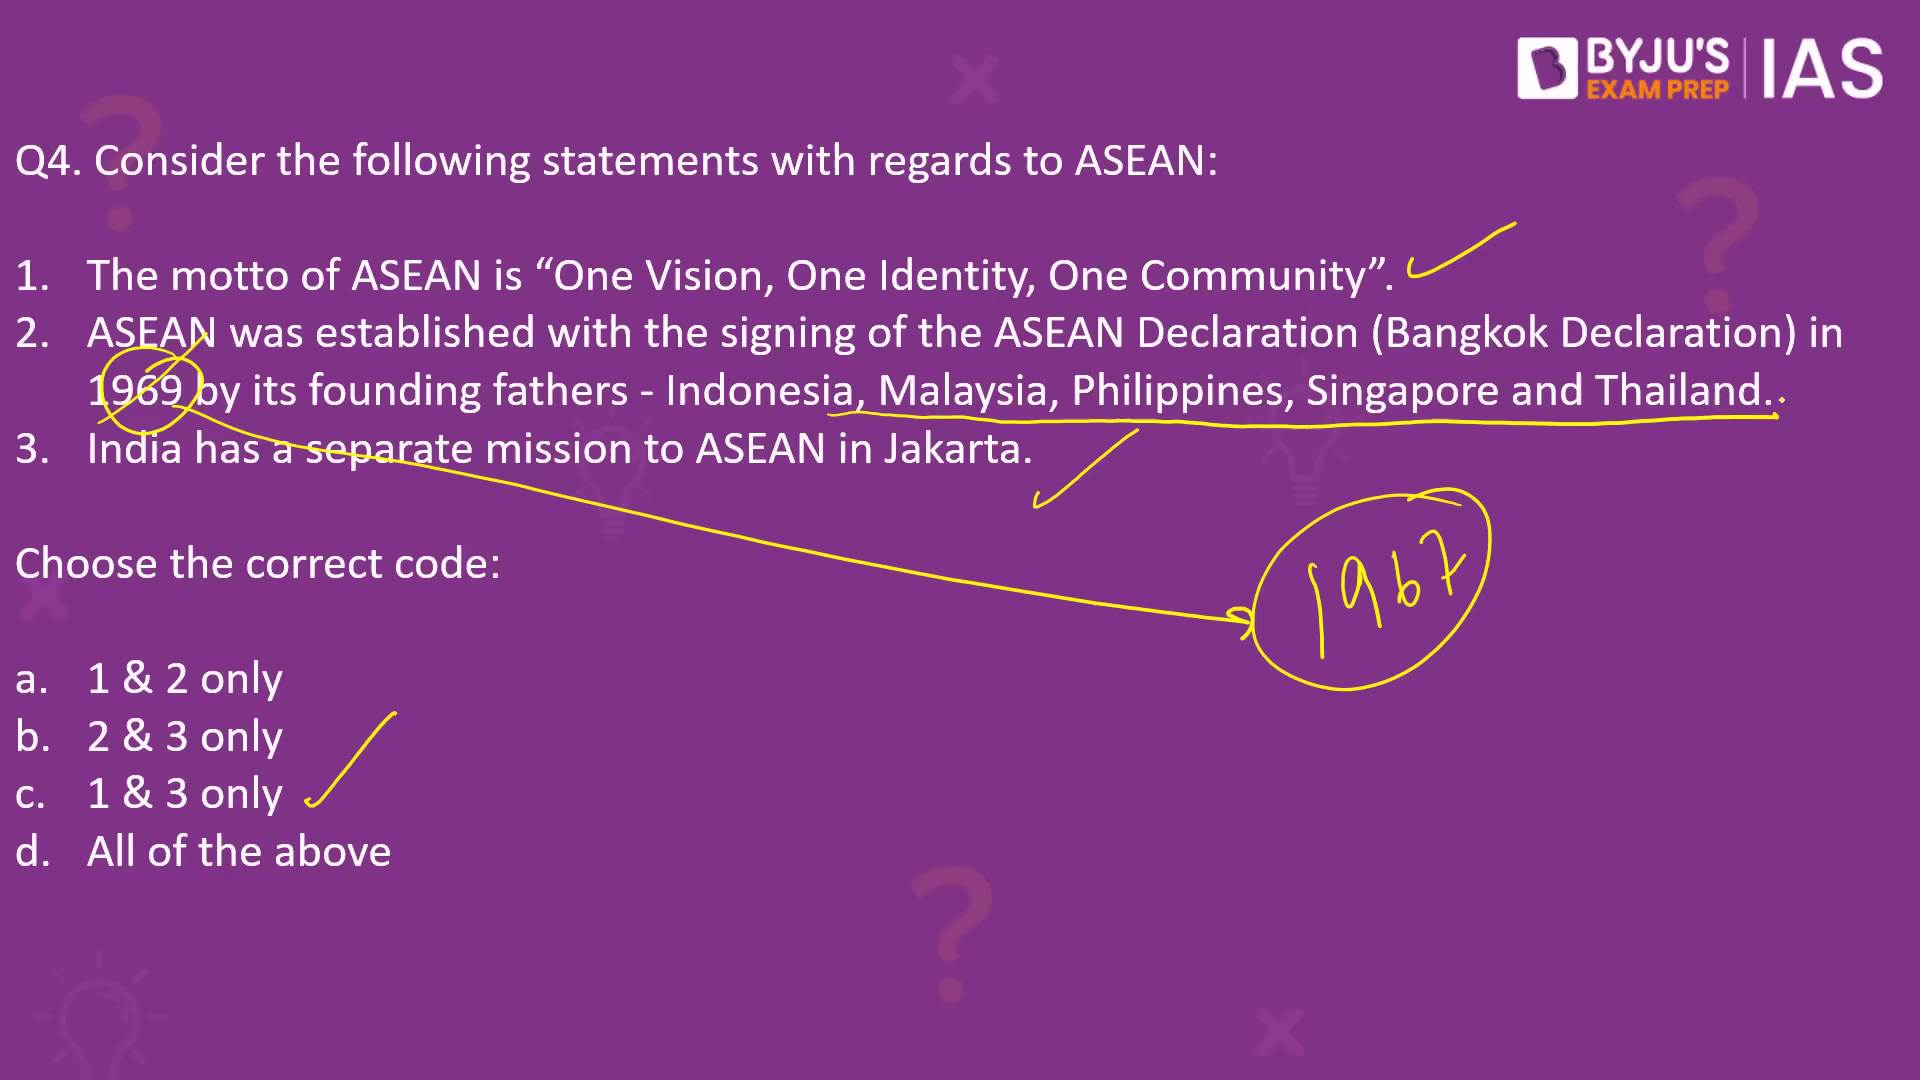 BYJU'S
EXAM PREP
IAS
Q4. Consider the following statements with regards to ASEAN:
1. The motto of ASEAN is “One Vision, One Identity, One Community”.
2. ASEAN was established with the signing of the ASEAN Declaration (Bangkok Declaration) in
1969 by its founding fathers - Indonesia, Malaysia, Philippines, Singapore and Thailand.
3. India has a separate mission to ASEAN in Jakarta.
1967
Choose the correct code:
a. 1 & 2 only
b. 2 & 3 only
c. 1 & 3 only
d. All of the above